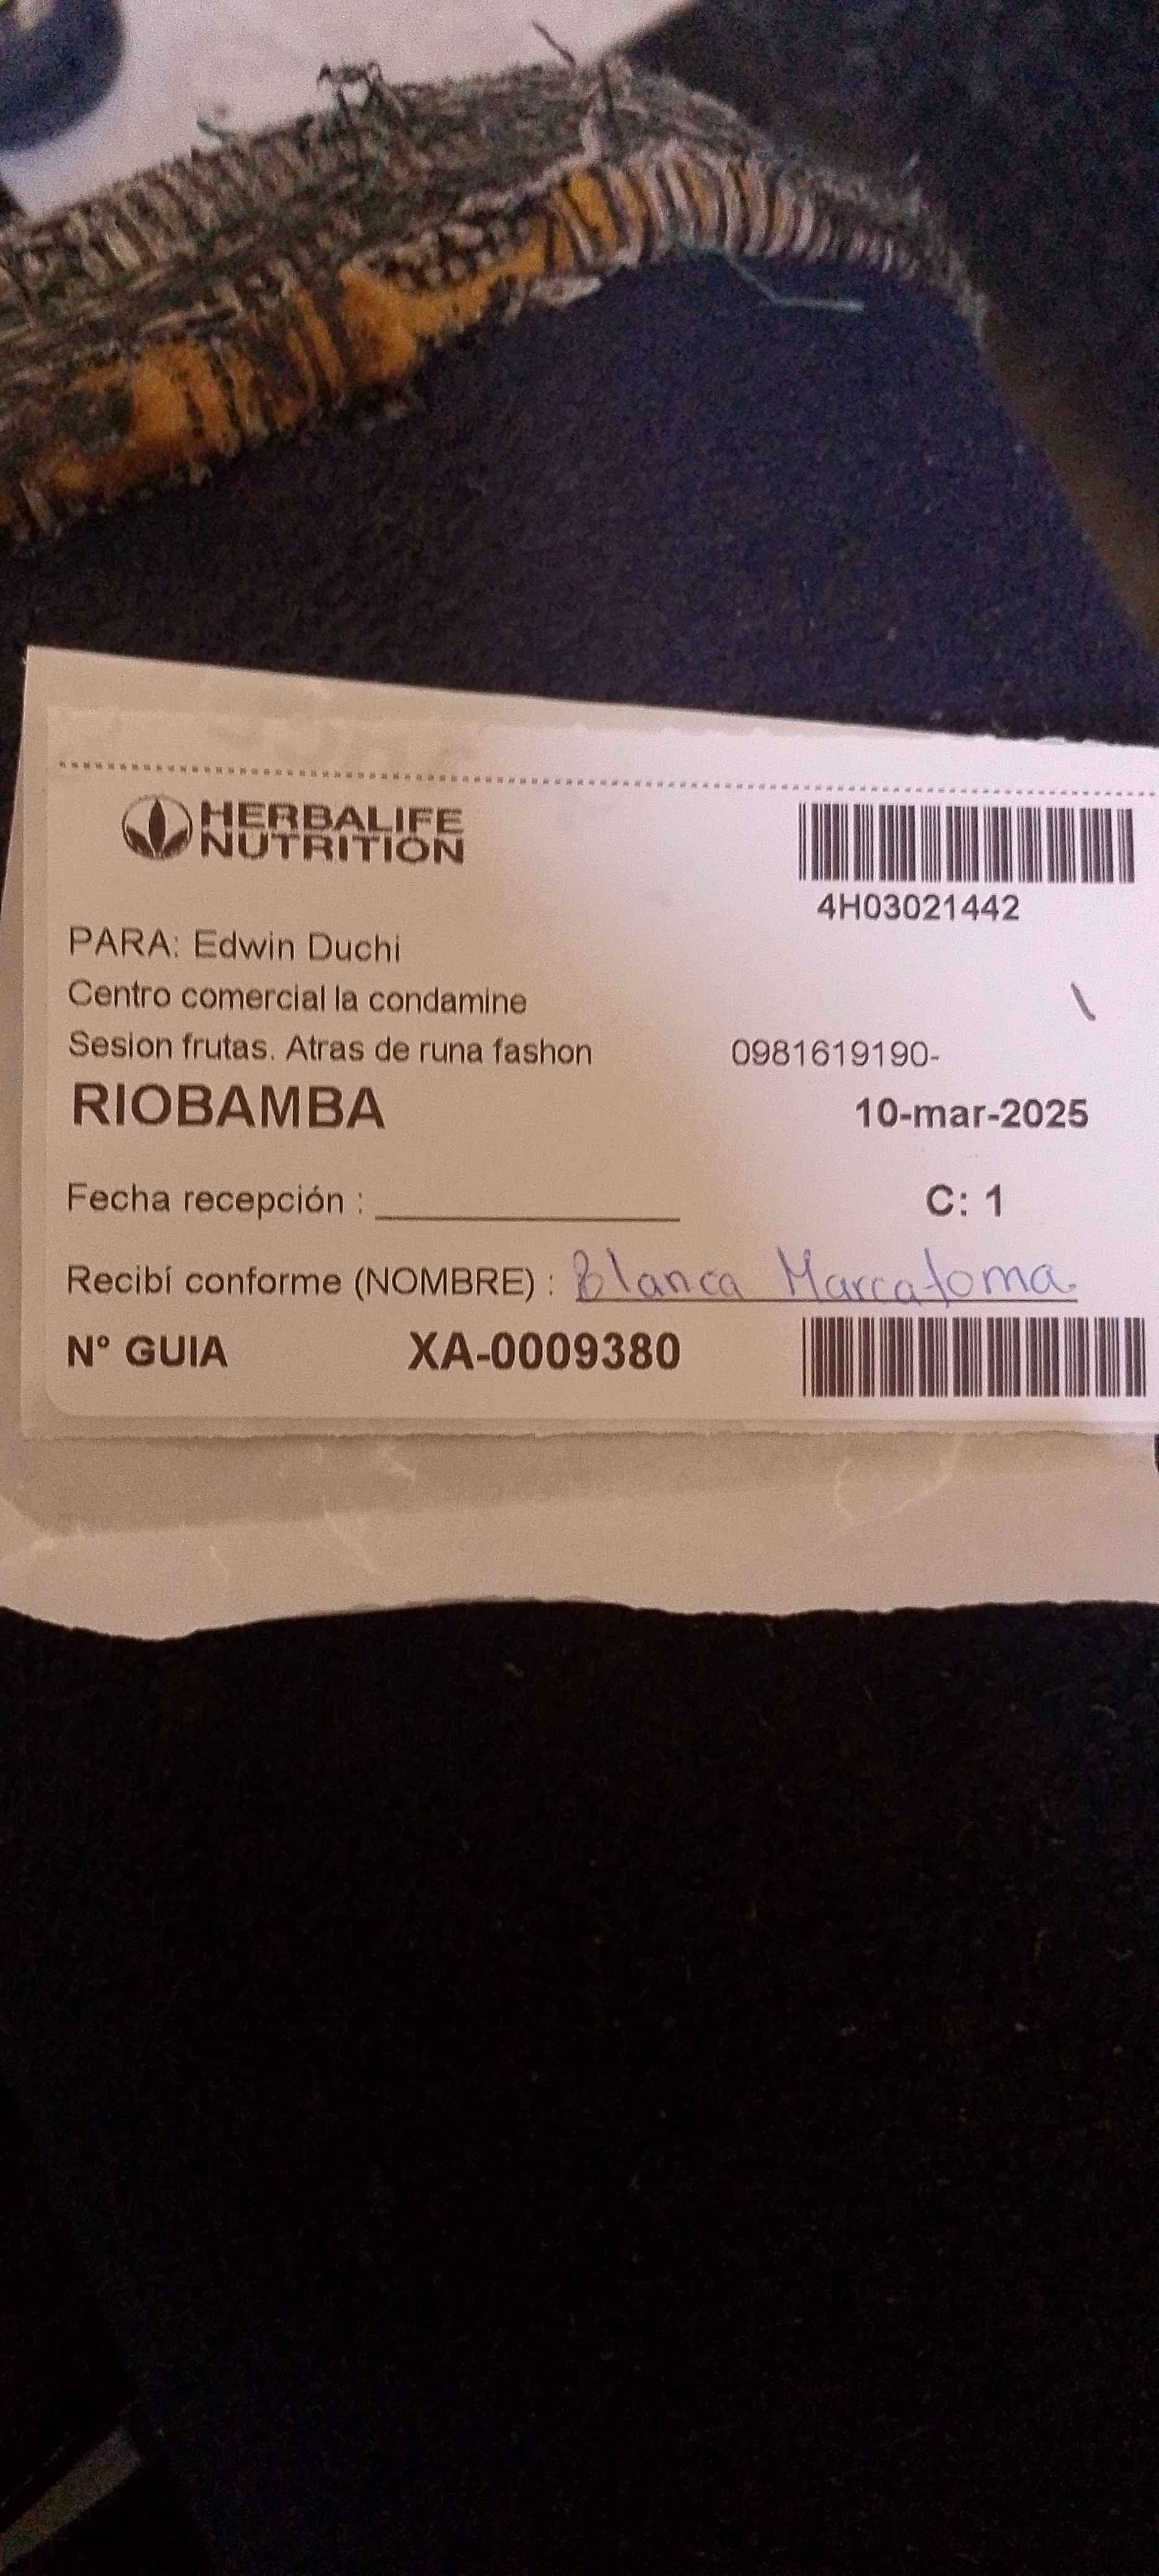 HERBALIFE
NUTRITION
4H03021442
PARA: Edwin Duchi
Centro comercial la condamine
Sesion frutas. Atras de runa fashon 0981619190-
RIOBAMBA 10-mar-2025
Fecha recepción : ______________ C: 1
Recibí conforme (NOMBRE) : Blanca Marcatoma.
N° GUIA XA-0009380